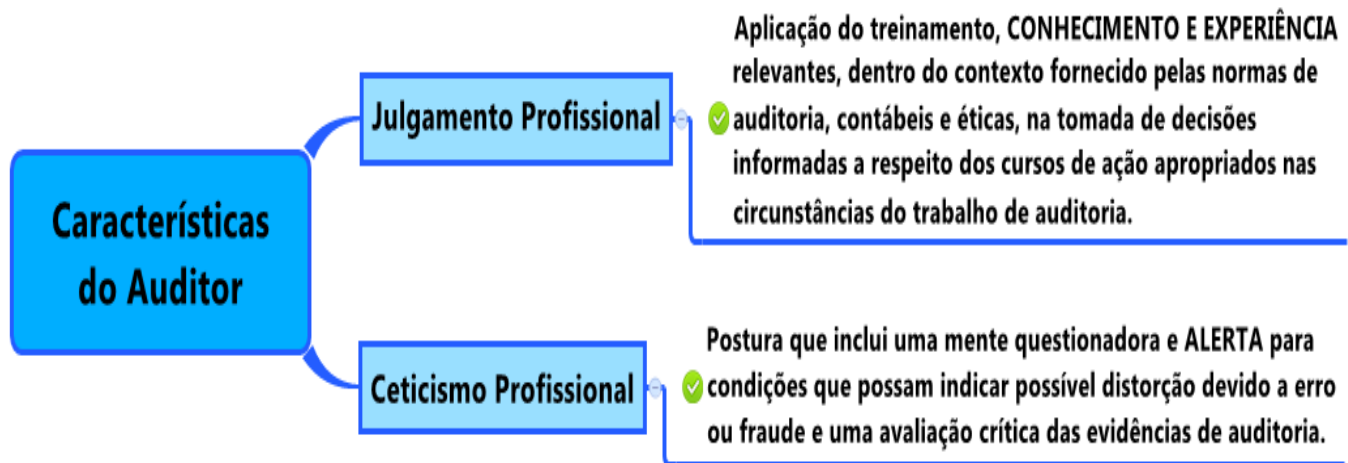 Características
do Auditor
Julgamento Profissional
Aplicação do treinamento, CONHECIMENTO E EXPERIÊNCIA
relevantes, dentro do contexto fornecido pelas normas de
auditoria, contábeis e éticas, na tomada de decisões
informadas a respeito dos cursos de ação apropriados nas
circunstâncias do trabalho de auditoria.
Ceticismo Profissional
Postura que inclui uma mente questionadora e ALERTA para
condições que possam indicar possível distorção devido a erro
ou fraude e uma avaliação crítica das evidências de auditoria.